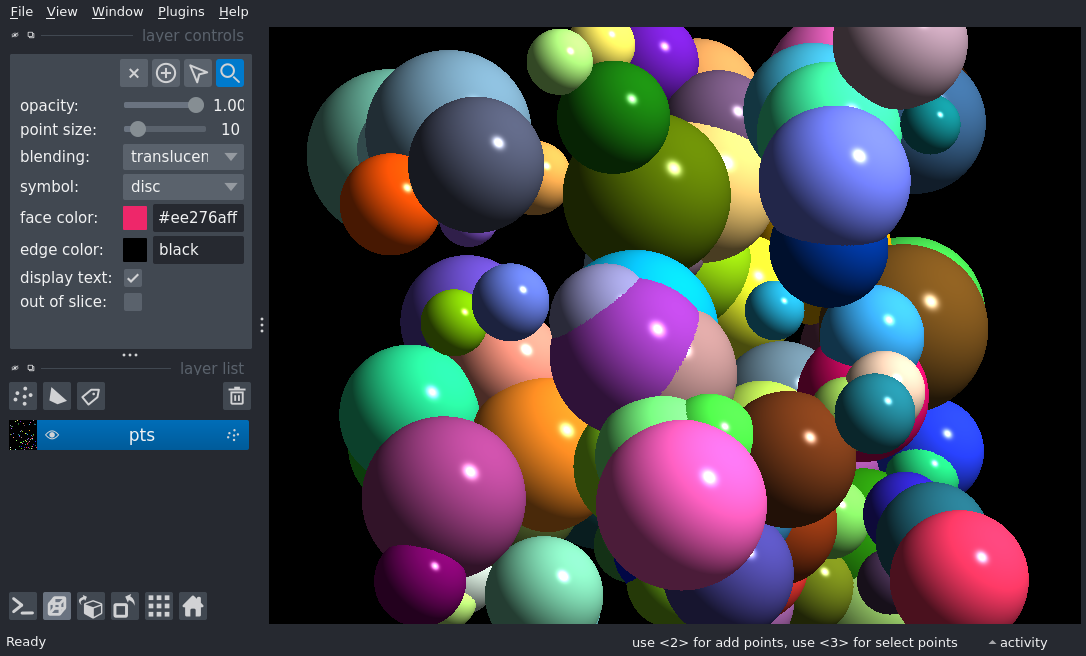 File View Window Plugins Help
layer controls
opacity: 1.00
point size: 10
blending: translucen
symbol: disc
face color: #ee276aff
edge color: black
display text:
out of slice:
layer list
pts
Ready
use <2> for add points, use <3> for select points
activity